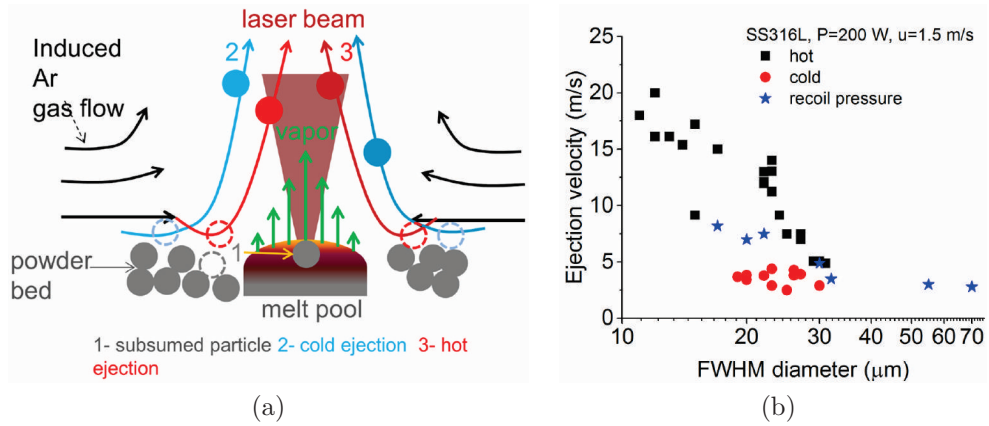 laser beam
Induced
Ar
gas flow
2
3
vapor
1
powder
bed
melt pool
1- subsumed particle 2- cold ejection 3- hot
ejection
(a)
SS316L, P=200 W, u=1.5 m/s
hot
cold
recoil pressure
Ejection velocity (m/s)
25
20
15
10
5
0
10
20
30
40
50
60
70
FWHM diameter (μm)
(b)